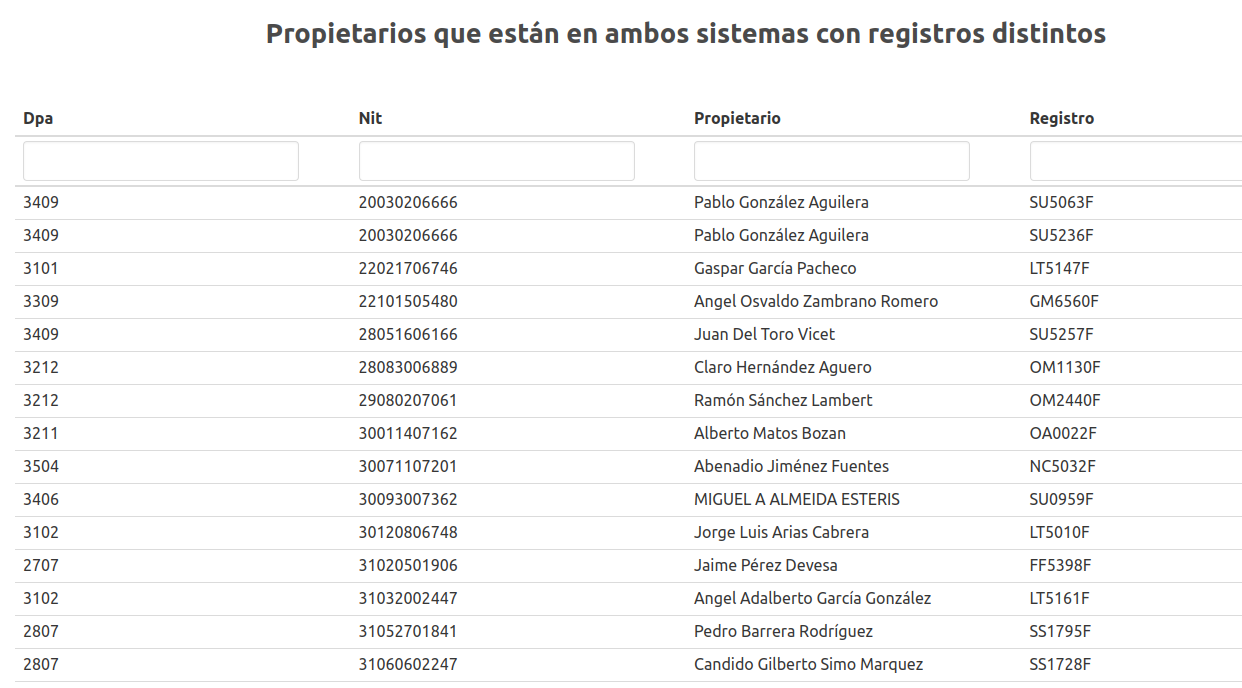 Propietarios que están en ambos sistemas con registros distintos
Dpa Nit Propietario Registro
3409 20030206666 Pablo González Aguilera SU5063F
3409 20030206666 Pablo González Aguilera SU5236F
3101 22021706746 Gaspar García Pacheco LT5147F
3309 22101505480 Angel Osvaldo Zambrano Romero GM6560F
3409 28051606166 Juan Del Toro Vicet SU5257F
3212 28083006889 Claro Hernández Aguero OM1130F
3212 29080207061 Ramón Sánchez Lambert OM2440F
3211 30011407162 Alberto Matos Bozan OA0022F
3504 30071107201 Abenadio Jiménez Fuentes NC5032F
3406 30093007362 MIGUEL A ALMEIDA ESTERIS SU0959F
3102 30120806748 Jorge Luis Arias Cabrera LT5010F
2707 31020501906 Jaime Pérez Devesa FF5398F
3102 31032002447 Angel Adalberto García González LT5161F
2807 31052701841 Pedro Barrera Rodríguez SS1795F
2807 31060602247 Candido Gilberto Simo Marquez SS1728F